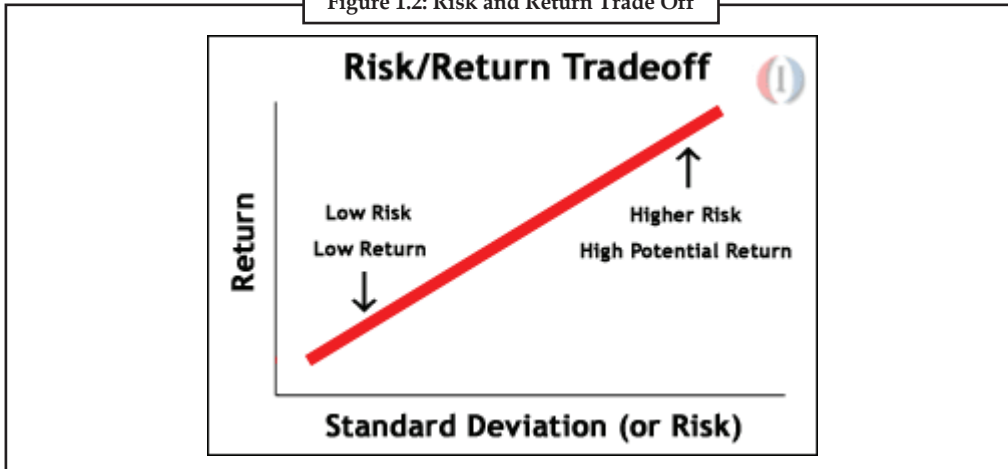 Figure 1.2: Risk and Return Trade Off
Risk/Return Tradeoff
Return
Low Risk
Low Return
Higher Risk
High Potential Return
Standard Deviation (or Risk)